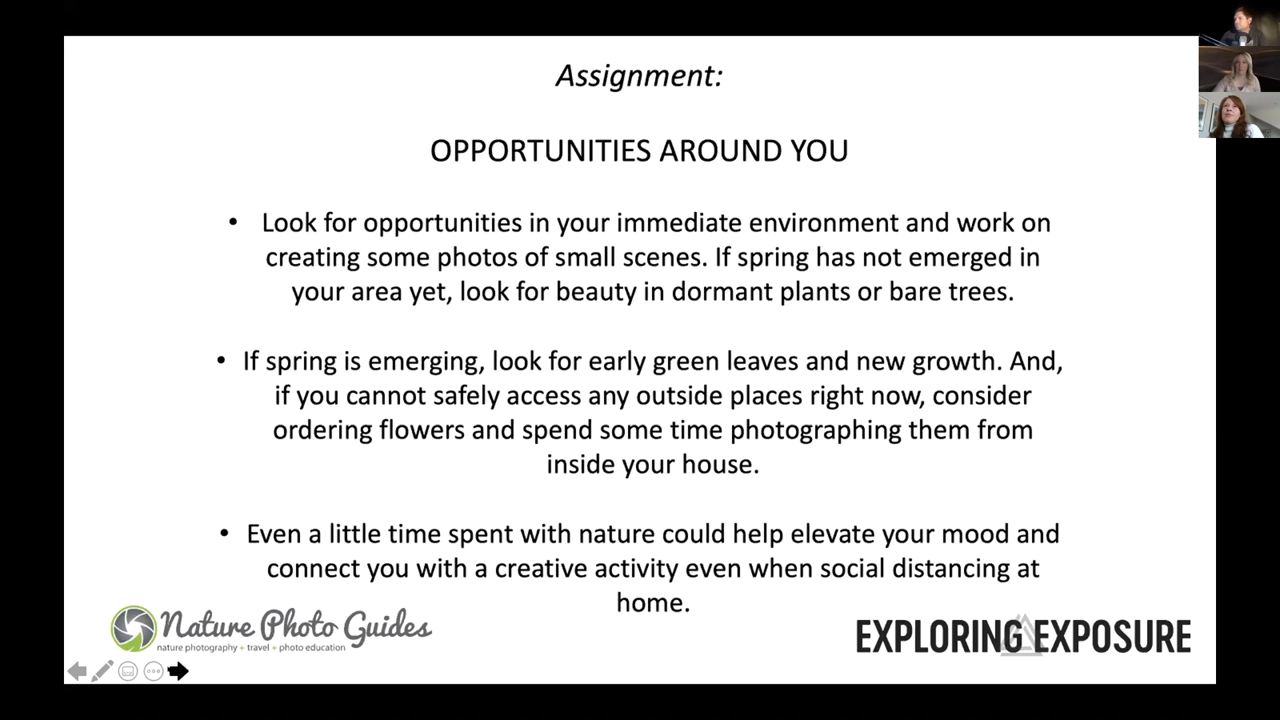 Assignment:
OPPORTUNITIES AROUND YOU
• Look for opportunities in your immediate environment and work on
creating some photos of small scenes. If spring has not emerged in
your area yet, look for beauty in dormant plants or bare trees.
• If spring is emerging, look for early green leaves and new growth. And,
if you cannot safely access any outside places right now, consider
ordering flowers and spend some time photographing them from
inside your house.
• Even a little time spent with nature could help elevate your mood and
connect you with a creative activity even when social distancing at
home.
Nature Photo Guides
nature photography + travel + photo education
EXPLORING EXPOSURE